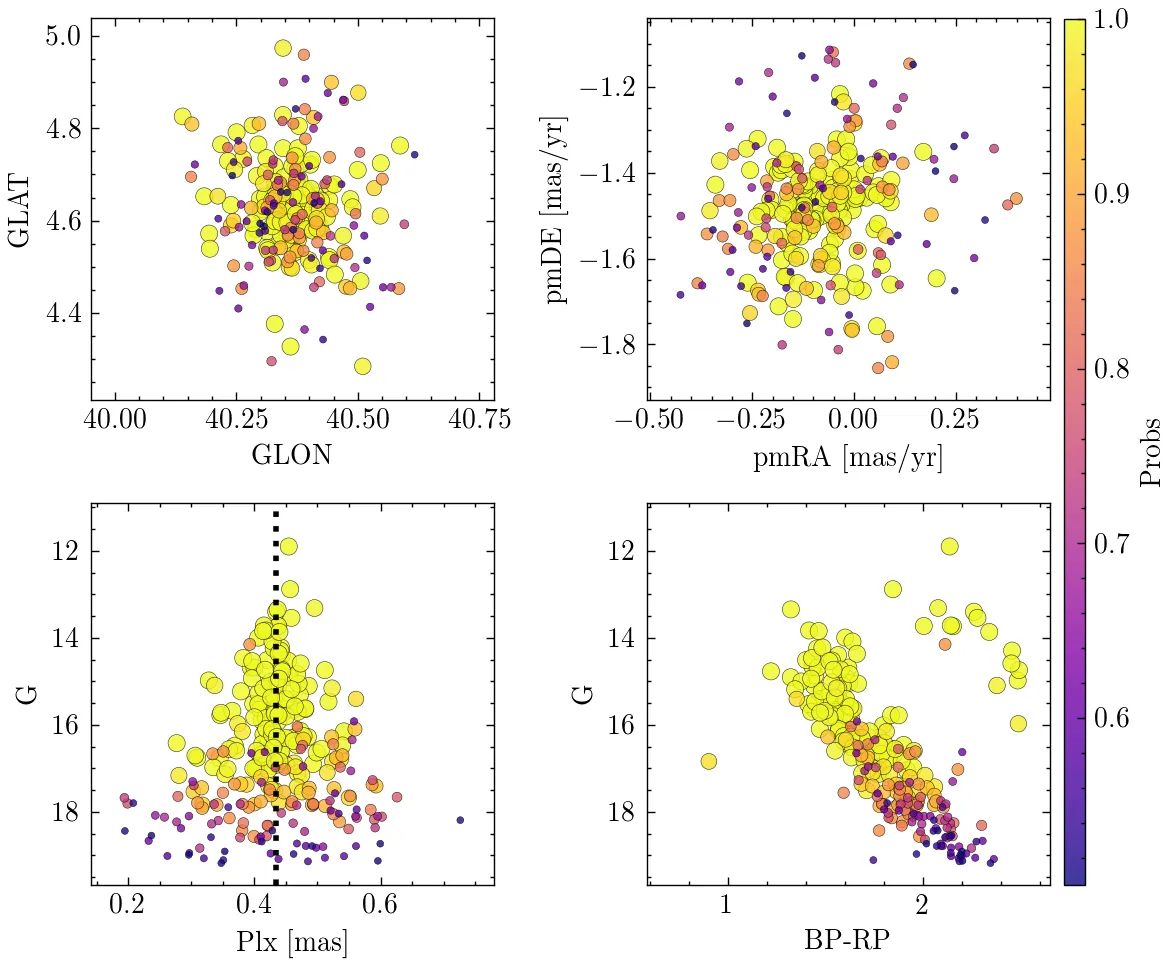 5.0
4.8
4.6
4.4
GLAT
40.00 40.25 40.50 40.75
GLON
−1.2
−1.4
−1.6
−1.8
pmDE [mas/yr]
−0.50 −0.25 0.00 0.25
pmRA [mas/yr]
1.0
0.9
0.8
0.7
0.6
Probs
12
14
16
18
G
0.2 0.4 0.6
Plx [mas]
12
14
16
18
G
1 2
BP-RP